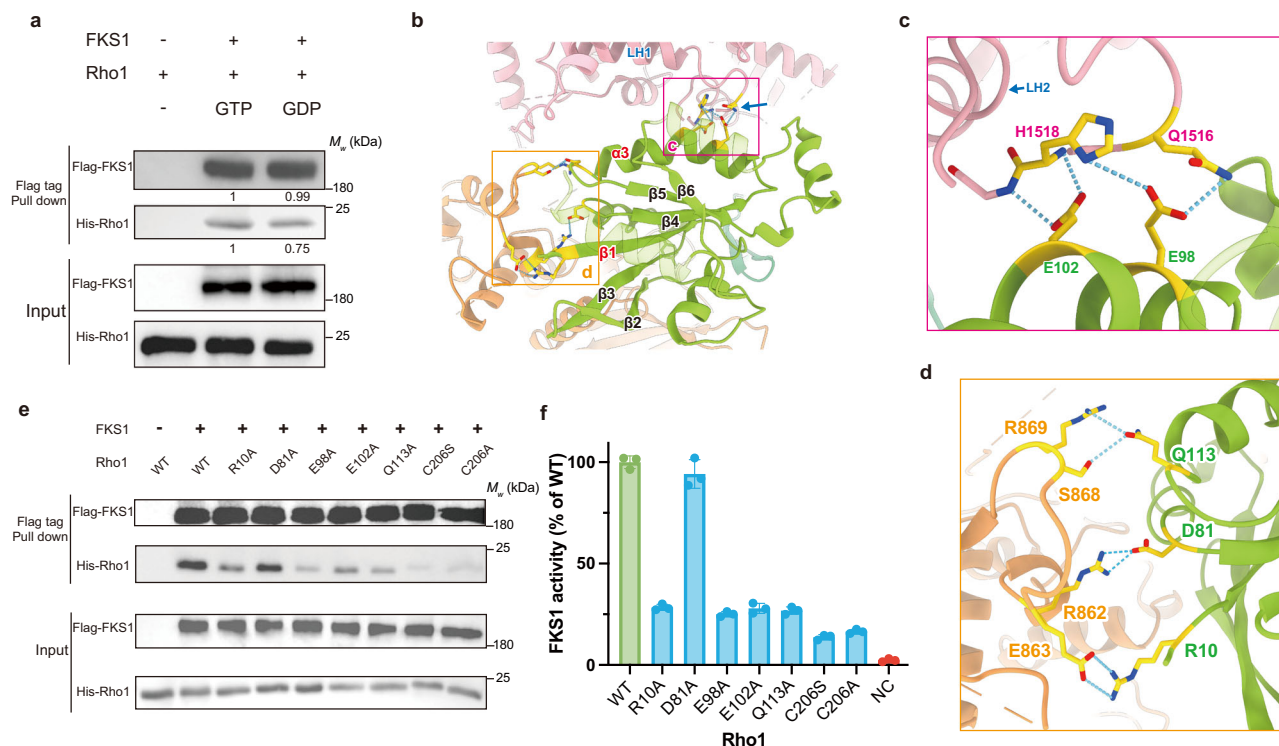 a
FKS1 - + +
Rho1 + + +
- GTP GDP
Mw (kDa)
Flag tag
Pull down
Flag-FKS1
180
1 0.99
25
His-Rho1
1 0.75
Input
Flag-FKS1
180
25
His-Rho1
b
LH1
c
α3
β6
β5
β4
β1
d
β3
β2
c
LH2
H1518
Q1516
E102
E98
d
R869
Q113
S868
D81
R862
E863
R10
e
FKS1 - + + + + + + + +
Rho1 WT WT R10A D81A E98A E102A Q113A C206S C206A
Mw (kDa)
Flag tag
Pull down
Flag-FKS1
180
25
His-Rho1
Input
Flag-FKS1
180
25
His-Rho1
f
FKS1 activity (% of WT)
100
50
0
WT R10A D81A E98A E102A Q113A C206S C206A NC
Rho1